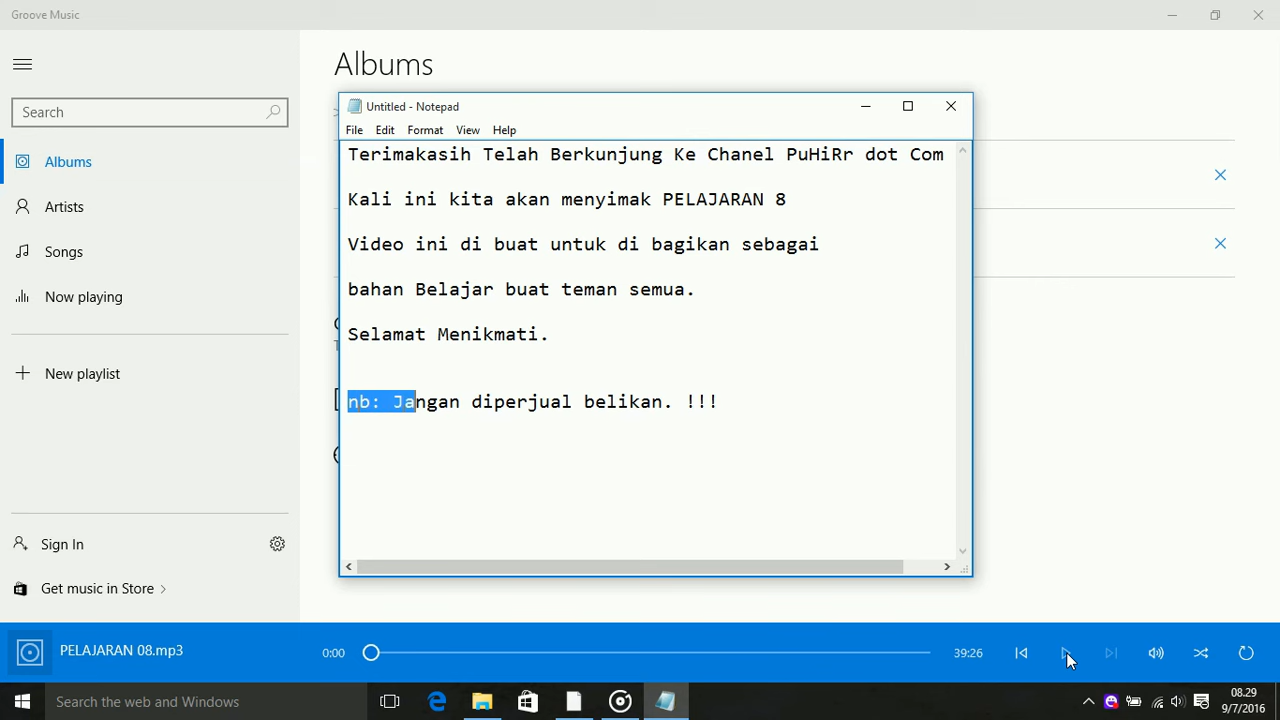 Groove Music
Albums
Search
Untitled - Notepad
File Edit Format View Help
Terimakasih Telah Berkunjung Ke Chanel PuHiRr dot Com
Albums
Kali ini kita akan menyimak PELAJARAN 8
Artists
Video ini di buat untuk di bagikan sebagai
Songs
bahan Belajar buat teman semua.
Now playing
Selamat Menikmati.
New playlist
nb: Jangan diperjual belikan. !!!
Sign In
Get music in Store
PELAJARAN 08.mp3
0:00
39:26
Search the web and Windows
08.29
9/7/2016